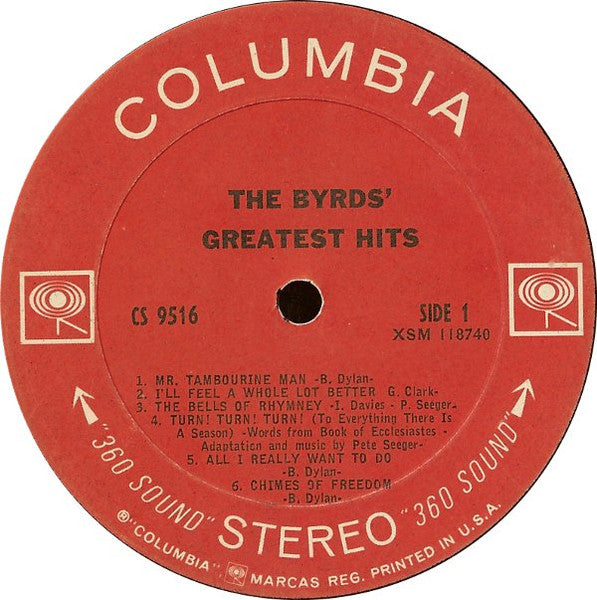 COLUMBIA
THE BYRDS'
GREATEST HITS
CS 9516
SIDE 1
XSM 118740
1. MR. TAMBOURINE MAN -B. Dylan-
2. I'LL FEEL A WHOLE LOT BETTER G. Clark-
3. THE BELLS OF RHYMNEY -I. Davies - P. Seeger-
4. TURN! TURN! TURN! (To Everything There Is
A Season) -Words from Book of Ecclesiastes -
Adaptation and music by Pete Seeger-
5. ALL I REALLY WANT TO DO
-B. Dylan-
6. CHIMES OF FREEDOM
-B. Dylan-
"360 SOUND" STEREO "360 SOUND"
®"COLUMBIA" MARCAS REG. PRINTED IN U.S.A.